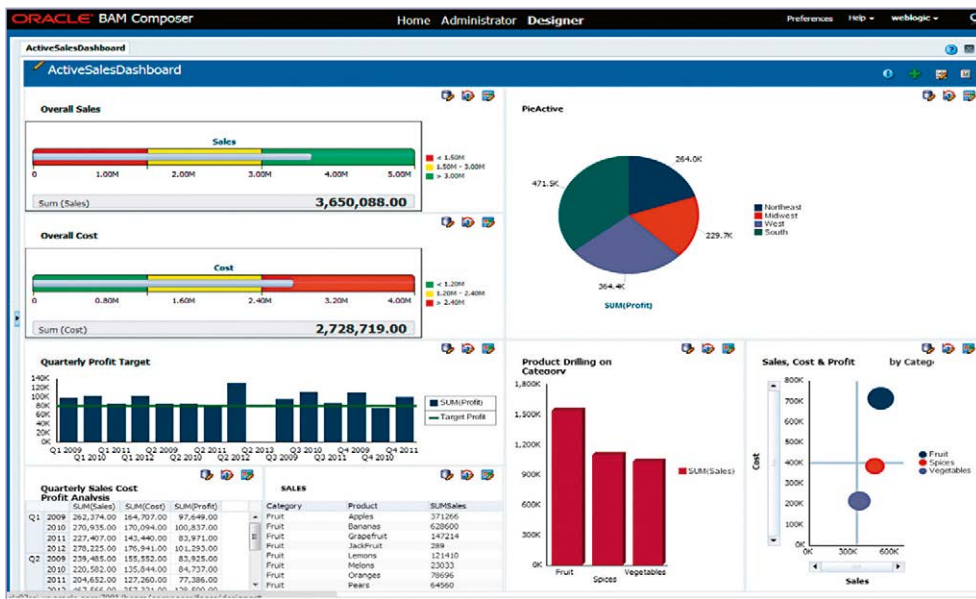 ORACLE BAM Composer
Home Administrator Designer
Preferences Help weblogic
ActiveSalesDashboard
ActiveSalesDashboard
Overall Sales
Sales
0 1.00M 2.00M 3.00M 4.00M 5.00M
< 1.50M
1.50M - 3.00M
> 3.00M
Sum (Sales) 3,650,088.00
Overall Cost
Cost
0 0.80M 1.60M 2.40M 3.20M 4.00M
< 1.20M
1.20M - 2.40M
> 2.40M
Sum (Cost) 2,728,719.00
PieActive
264.0K
471.5K
229.7K
364.4K
Northeast
Midwest
West
South
SUM(Profit)
Quarterly Profit Target
140K
120K
100K
80K
60K
40K
20K
0K
Q1 2009 Q1 2011 Q2 2009 Q2 2011 Q2 2013 Q3 2010 Q4 2009 Q4 2011
Q1 2010 Q1 2012 Q2 2010 Q2 2012 Q3 2009 Q3 2011 Q4 2010
SUM(Profit)
Target Profit
Product Drilling on
Category
1,800K
1,500K
1,200K
900K
600K
300K
0K
Fruit Spices Vegetables
SUM(Sales)
Sales, Cost & Profit by Categ
800K
700K
600K
500K
400K
300K
200K
100K
0K
Cost
0K 300K 600K
Sales
Fruit
Spices
Vegetables
Quarterly Sales Cost
Profit Analysis
SUM(Sales) SUM(Cost) SUM(Profit)
Q1 2009 262,374.00 164,707.00 97,649.00
2010 270,935.00 170,094.00 100,837.00
2011 227,407.00 143,440.00 83,971.00
2012 278,225.00 176,941.00 101,293.00
Q2 2009 239,485.00 155,552.00 83,925.00
2010 220,582.00 135,844.00 84,737.00
2011 204,652.00 127,260.00 77,386.00
SALES
Category Product SUMSales
Fruit Apples 371266
Fruit Bananas 628600
Fruit Grapefruit 147214
Fruit JackFruit 289
Fruit Lemons 121410
Fruit Melons 23033
Fruit Oranges 78696
Fruit Pears 64560